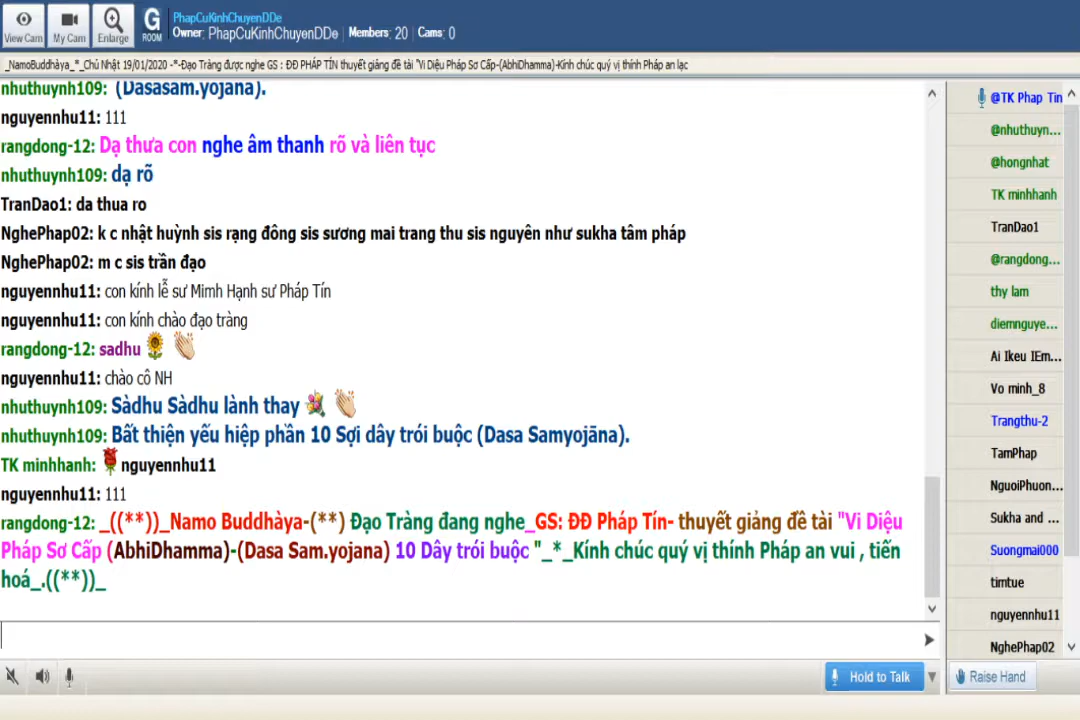 View Cam
My Cam
Enlarge
G ROOM
PhapCuKinhChuyenDDe
Owner: PhapCuKinhChuyenDDe Members: 20 Cams: 0
_NamoBuddhàya_*_Chủ Nhật 19/01/2020 -*-Đạo Tràng được nghe GS : ĐĐ PHÁP TÍN thuyết giảng đề tài "Vi Diệu Pháp Sơ Cấp-(AbhiDhamma)-Kính chúc quý vị thính Pháp an lạc
nhuthuynh109: (Dasasam.yojana).
nguyennhu11: 111
rangdong-12: Dạ thưa con nghe âm thanh rõ và liên tục
nhuthuynh109: dạ rõ
TranDao1: da thua ro
NghePhap02: k c nhật huỳnh sis rạng đông sis sương mai trang thu sis nguyên như sukha tâm pháp
NghePhap02: m c sis trần đạo
nguyennhu11: con kính lễ sư Mimh Hạnh sư Pháp Tín
nguyennhu11: con kính chào đạo tràng
rangdong-12: sadhu
nguyennhu11: chào cô NH
nhuthuynh109: Sàdhu Sàdhu lành thay
nhuthuynh109: Bất thiện yếu hiệp phần 10 Sợi dây trói buộc (Dasa Samyojāna).
TK minhhanh: nguyennhu11
nguyennhu11: 111
rangdong-12: _((**))_Namo Buddhàya-(**) Đạo Tràng đang nghe_GS: ĐĐ Pháp Tín- thuyết giảng đề tài "Vi Diệu
Pháp Sơ Cấp (AbhiDhamma)-(Dasa Sam.yojana) 10 Dây trói buộc "_*_Kính chúc quý vị thính Pháp an vui , tiến
hoá_.((**))_
@TK Phap Tin
@nhuthuyn...
@hongnhat
TK minhhanh
TranDao1
@rangdong...
thy lam
diemnguye...
Ai Ikeu IEm...
Vo minh_8
Trangthu-2
TamPhap
NguoiPhuon...
Sukha and ...
Suongmai000
timtue
nguyennhu11
NghePhap02
Hold to Talk
Raise Hand